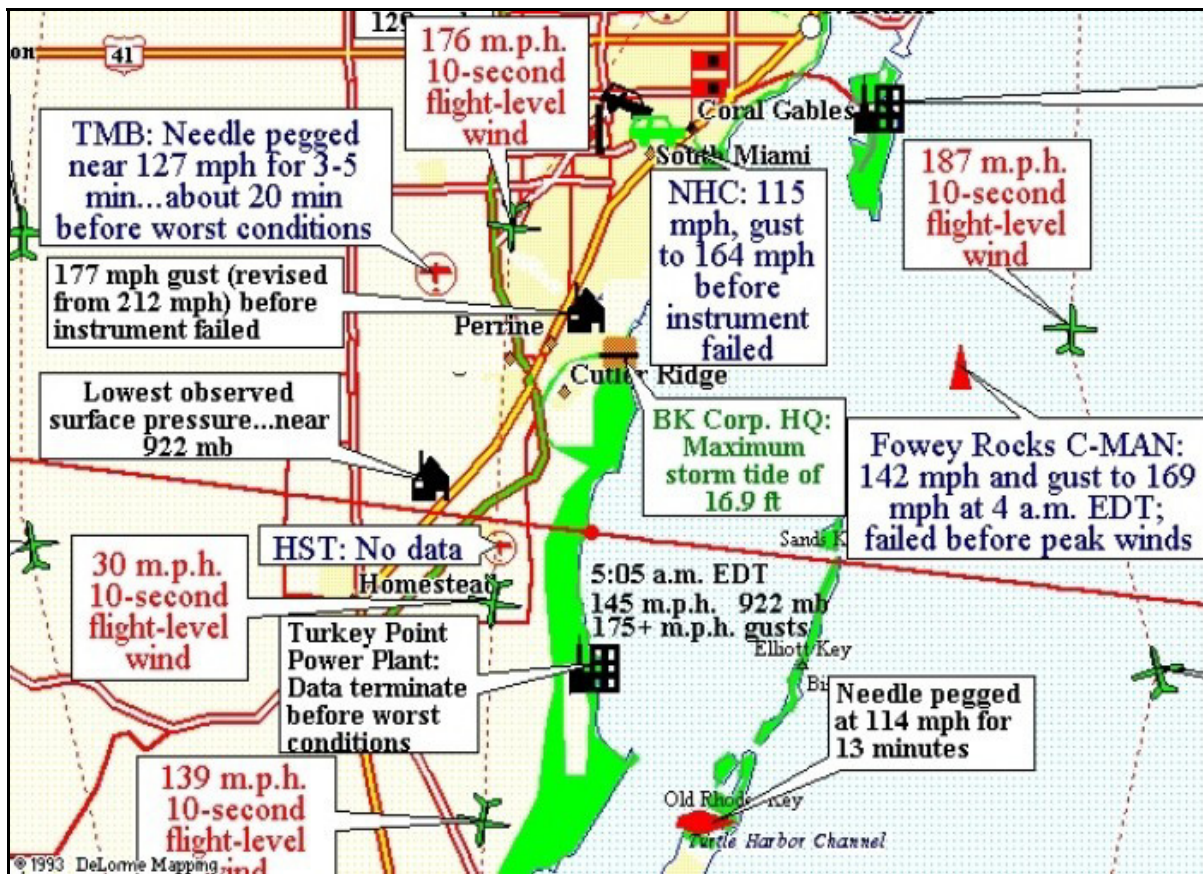 129 mph
on
41
176 m.p.h.
10-second
flight-level
wind
Coral Gables
South Miami
TMB: Needle pegged
near 127 mph for 3-5
min...about 20 min
before worst conditions
187 m.p.h.
10-second
flight-level
wind
NHC: 115
mph, gust
to 164 mph
before
instrument
failed
177 mph gust (revised
from 212 mph) before
instrument failed
Perrine
Cutler Ridge
Lowest observed
surface pressure...near
922 mb
BK Corp. HQ:
Maximum
storm tide of
16.9 ft
Fowey Rocks C-MAN:
142 mph and gust to 169
mph at 4 a.m. EDT;
failed before peak winds
HST: No data
Sands
30 m.p.h.
10-second
flight-level
wind
Homestead
5:05 a.m. EDT
145 m.p.h. 922 mb
175+ m.p.h. gusts
Turkey Point
Power Plant:
Data terminate
before worst
conditions
Elliott Key
Needle pegged
at 114 mph for
13 minutes
139 m.p.h.
10-second
flight-level
wind
Old Rhodes Key
Turtle Harbor Channel
© 1993 DeLorme Mapping